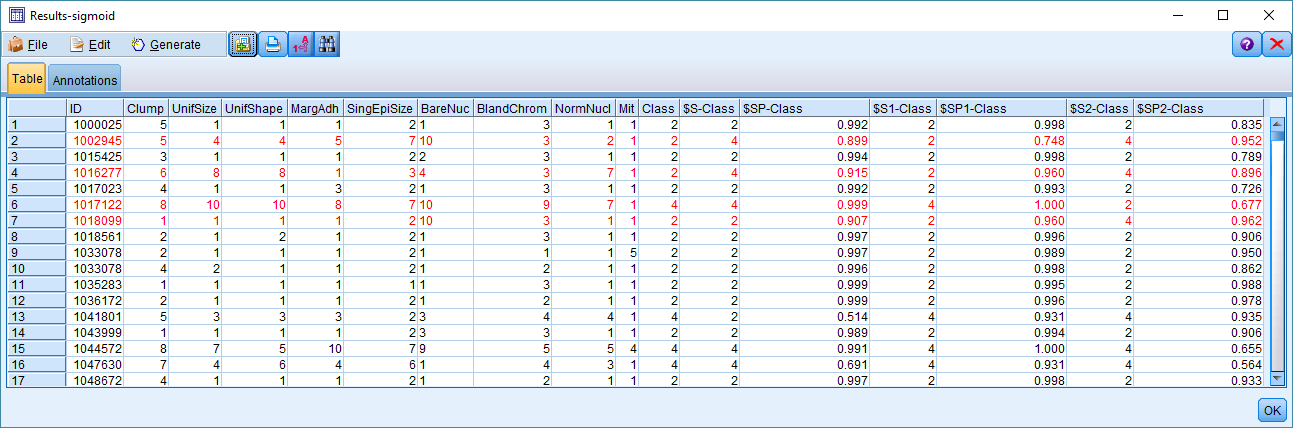 Results-sigmoid
File Edit Generate
Table Annotations
ID Clump UnifSize UnifShape MargAdh SingEpiSize BareNuc BlandChrom NormNucl Mit Class $S-Class $SP-Class $S1-Class $SP1-Class $S2-Class $SP2-Class
1 1000025 5 1 1 1 2 1 3 1 1 2 2 0.992 2 0.998 2 0.835
2 1002945 5 4 4 5 7 10 3 2 1 2 4 0.899 2 0.748 4 0.952
3 1015425 3 1 1 1 2 2 3 1 1 2 2 0.994 2 0.998 2 0.789
4 1016277 6 8 8 1 3 4 3 7 1 2 4 0.915 2 0.960 4 0.896
5 1017023 4 1 1 3 2 1 3 1 1 2 2 0.992 2 0.993 2 0.726
6 1017122 8 10 10 8 7 10 9 7 1 4 4 0.999 4 1.000 2 0.677
7 1018099 1 1 1 1 2 10 3 1 1 2 2 0.907 2 0.960 4 0.962
8 1018561 2 1 2 1 2 1 3 1 1 2 2 0.997 2 0.996 2 0.906
9 1033078 2 1 1 1 2 1 1 1 5 2 2 0.997 2 0.989 2 0.950
10 1033078 4 2 1 1 2 1 2 1 1 2 2 0.996 2 0.998 2 0.862
11 1035283 1 1 1 1 1 1 3 1 1 2 2 0.999 2 0.995 2 0.988
12 1036172 2 1 1 1 2 1 2 1 1 2 2 0.999 2 0.996 2 0.978
13 1041801 5 3 3 3 2 3 4 4 1 4 2 0.514 4 0.931 4 0.935
14 1043999 1 1 1 1 2 3 3 1 1 2 2 0.989 2 0.994 2 0.906
15 1044572 8 7 5 10 7 9 5 5 4 4 4 0.991 4 1.000 4 0.655
16 1047630 7 4 6 4 6 1 4 3 1 4 4 0.691 4 0.931 4 0.564
17 1048672 4 1 1 1 2 1 2 1 1 2 2 0.997 2 0.998 2 0.933
OK